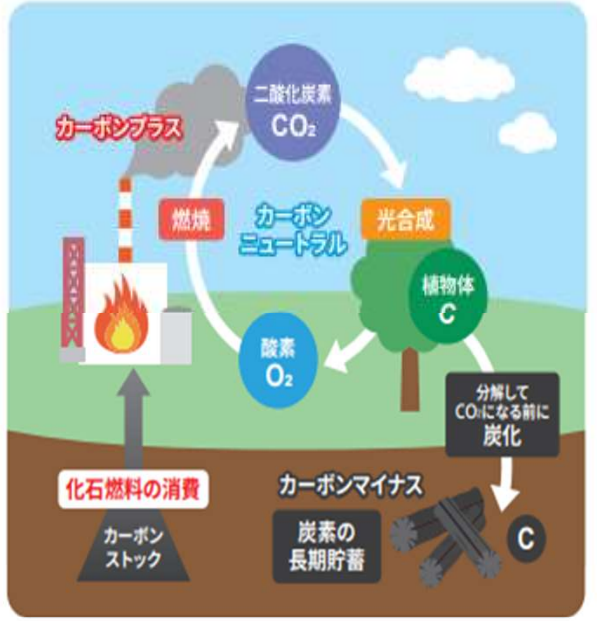 二酸化炭素
CO₂
カーボンプラス
燃焼
カーボン
ニュートラル
光合成
植物体
C
酸素
O₂
分解して
CO₂になる前に
炭化
化石燃料の消費
カーボン
ストック
カーボンマイナス
炭素の
長期貯蓄
C